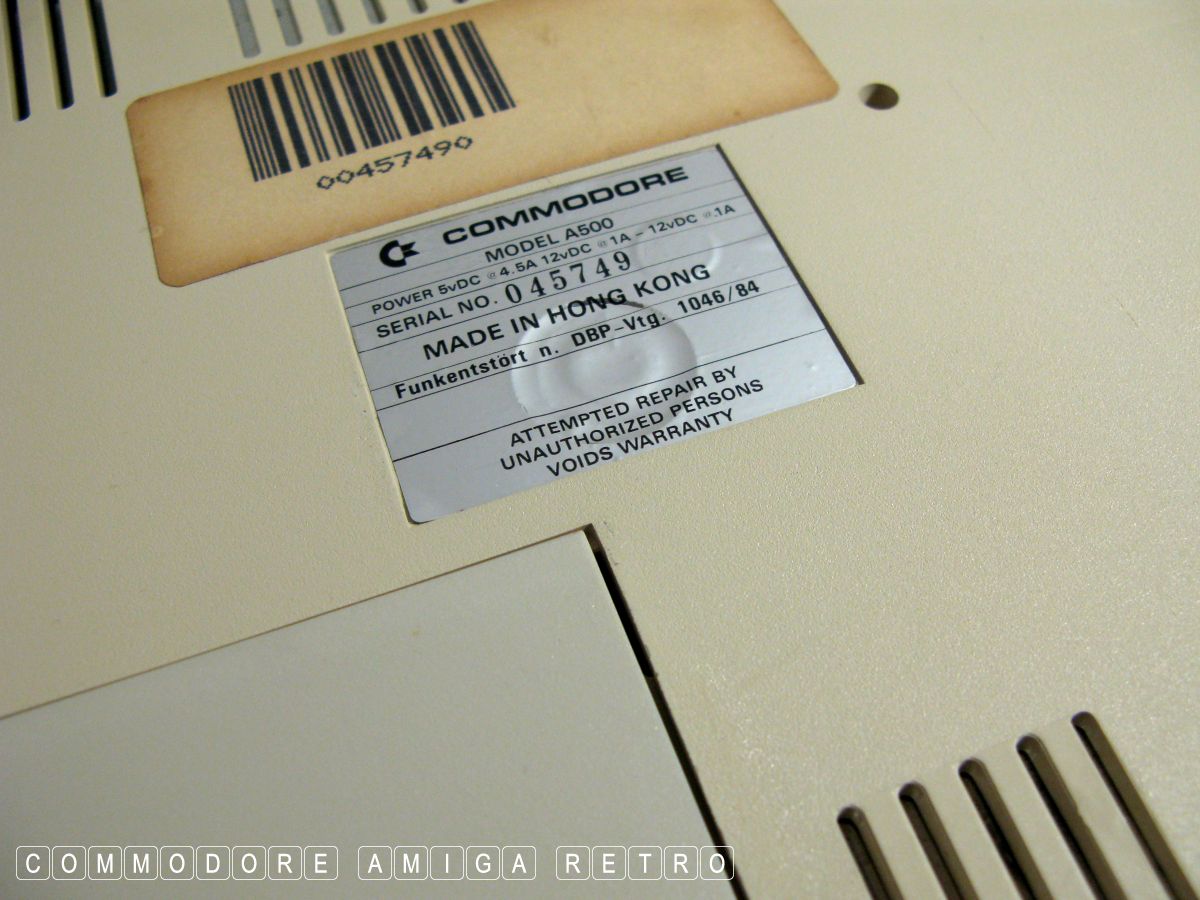 00457490
COMMODORE
MODEL A500
POWER 5vDC @ 4.5A 12vDC @ 1A - 12vDC @ .1A
SERIAL NO. 045749
MADE IN HONG KONG
Funkentstört n. DBP-Vtg. 1046/84
ATTEMPTED REPAIR BY
UNAUTHORIZED PERSONS
VOIDS WARRANTY
COMMODORE AMIGA RETRO